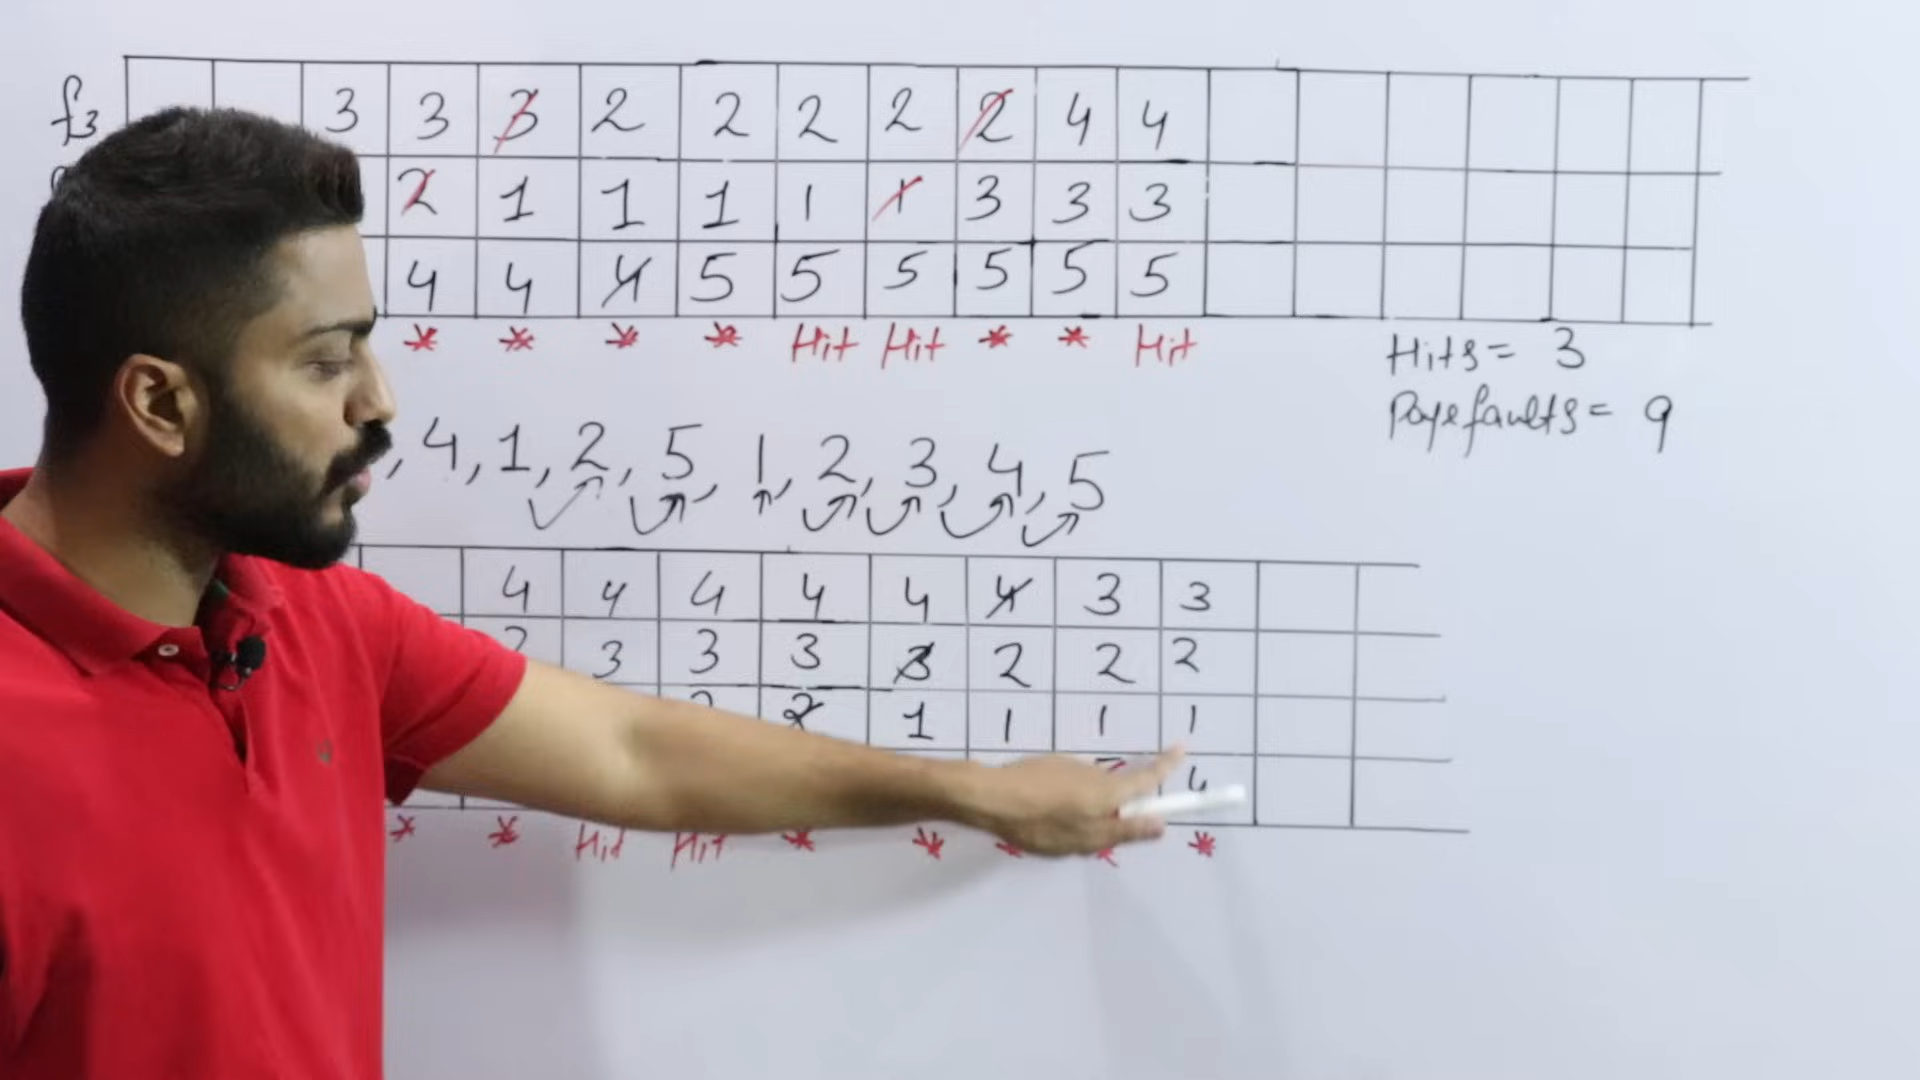 f3 3 3 3 2 2 2 2 2 4 4
2 1 1 1 1 1 3 3 3
4 4 4 5 5 5 5 5 5
* * * * Hit Hit * * Hit
Hits = 3
Pagefaults = 9
, 4, 1, 2, 5, 1, 2, 3, 4, 5
4 4 4 4 4 4 3 3
3 3 3 3 2 2 2
2 1 1 1 1
4
* * Hit Hit * * * * *